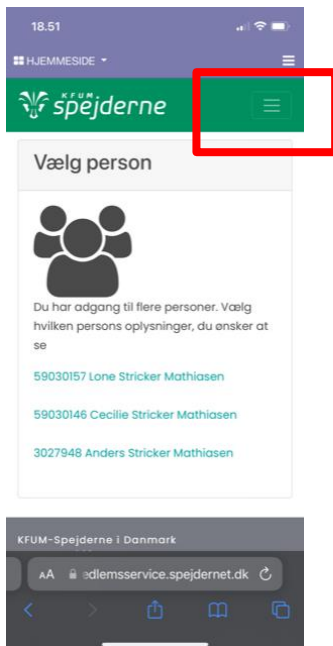 18.51
HJEMMESIDE
KFUM
spejderne
Vælg person
Du har adgang til flere personer. Vælg
hvilken persons oplysninger, du ønsker at
se
59030157 Lone Stricker Mathiasen
59030146 Cecilie Stricker Mathiasen
3027948 Anders Stricker Mathiasen
KFUM-Spejderne i Danmark
AA edlemsservice.spejdernet.dk